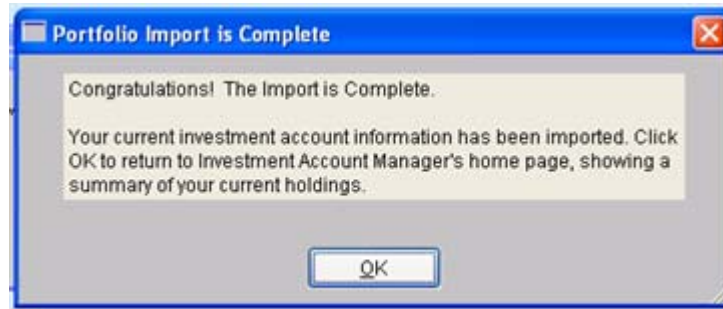 Portfolio Import is Complete
Congratulations!  The Import is Complete.
Your current investment account information has been imported. Click
OK to return to Investment Account Manager's home page, showing a
summary of your current holdings.
OK